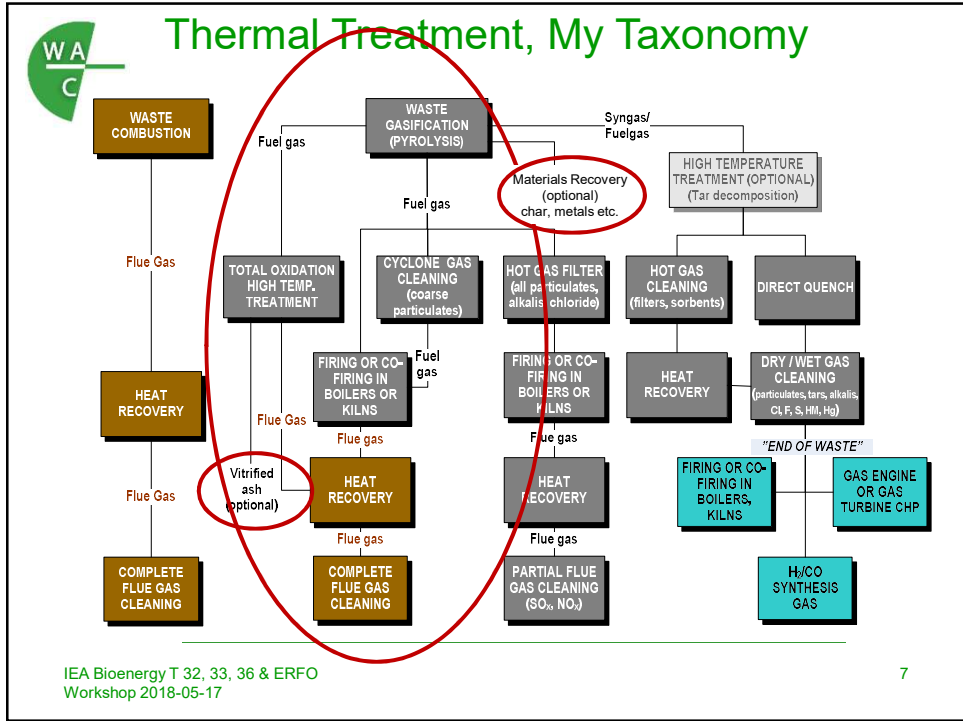 WA
C
Thermal Treatment, My Taxonomy
WASTE
COMBUSTION
Flue Gas
HEAT
RECOVERY
Flue Gas
COMPLETE
FLUE GAS
CLEANING
WASTE
GASIFICATION
(PYROLYSIS)
Fuel gas
Fuel gas
Syngas/
Fuelgas
Materials Recovery
(optional)
char, metals etc.
HIGH TEMPERATURE
TREATMENT (OPTIONAL)
(Tar decomposition)
TOTAL OXIDATION
HIGH TEMP.
TREATMENT
CYCLONE GAS
CLEANING
(coarse
particulates)
HOT GAS FILTER
(all particulates,
alkalis chloride)
HOT GAS
CLEANING
(filters, sorbents)
DIRECT QUENCH
FIRING OR CO-
FIRING IN
BOILERS OR
KILNS
Fuel
gas
FIRING OR CO-
FIRING IN
BOILERS OR
KILNS
HEAT
RECOVERY
DRY / WET GAS
CLEANING
(particulates, tars, alkalis,
Cl, F, S, HM, Hg)
Flue Gas
Flue gas
Flue gas
"END OF WASTE"
Vitrified
ash
(optional)
HEAT
RECOVERY
HEAT
RECOVERY
FIRING OR CO-
FIRING IN
BOILERS,
KILNS
GAS ENGINE
OR GAS
TURBINE CHP
Flue gas
Flue gas
COMPLETE
FLUE GAS
CLEANING
PARTIAL FLUE
GAS CLEANING
(SOx, NOx)
H2/CO
SYNTHESIS
GAS
IEA Bioenergy T 32, 33, 36 & ERFO
Workshop 2018-05-17
7